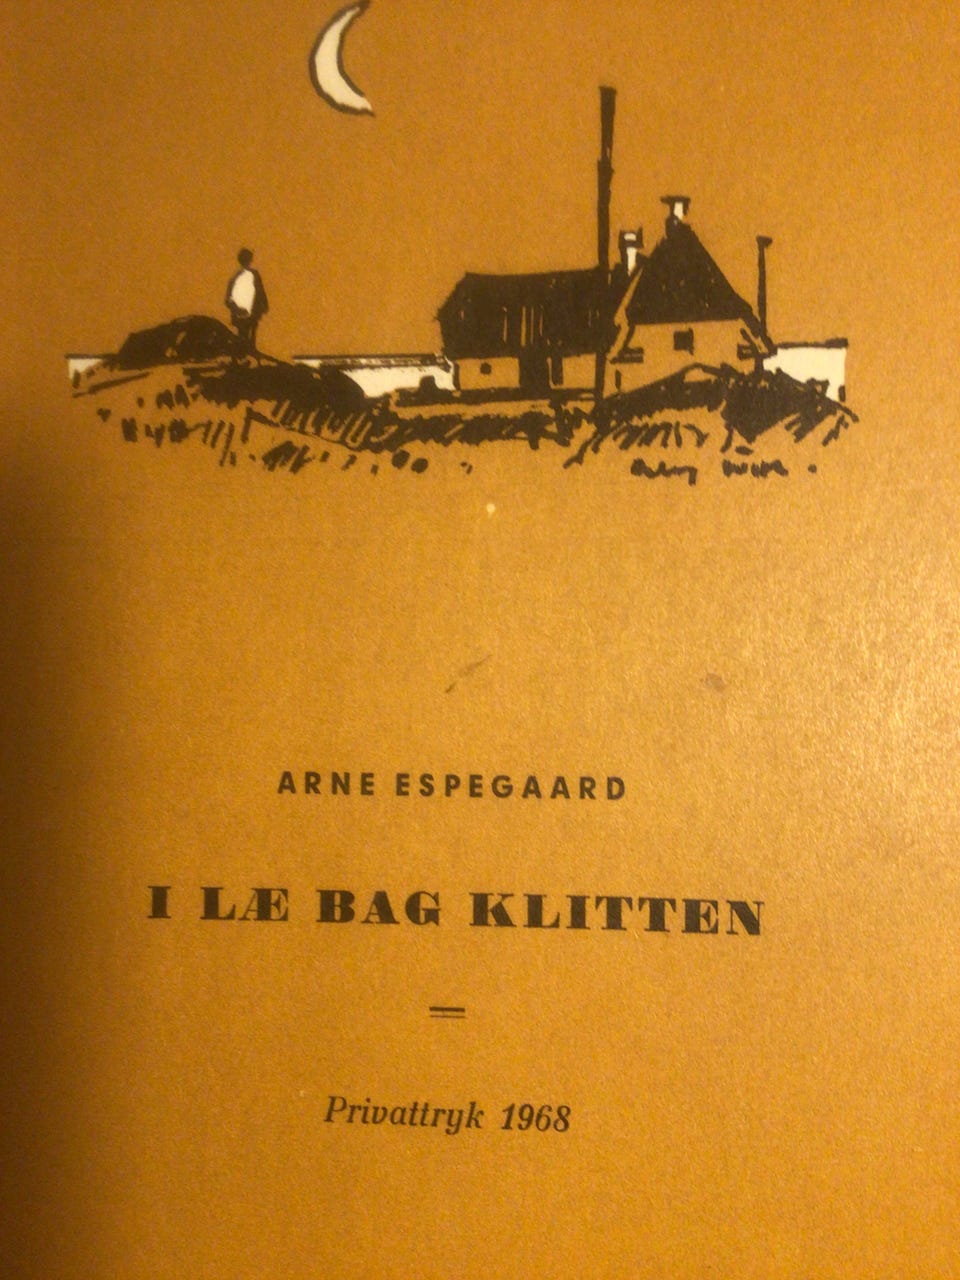 ARNE ESPEGAARD
I LÆ BAG KLITTEN
Privattryk 1968